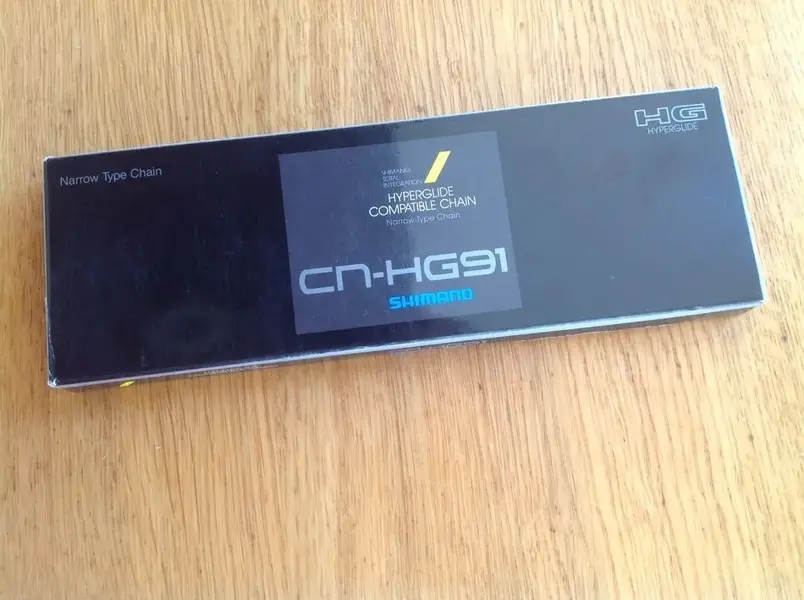 Narrow Type Chain
HG
HYPERGLIDE
SHIMANO
TOTAL
INTEGRATION
HYPERGLIDE
COMPATIBLE CHAIN
Narrow Type Chain
CN-HG91
SHIMANO